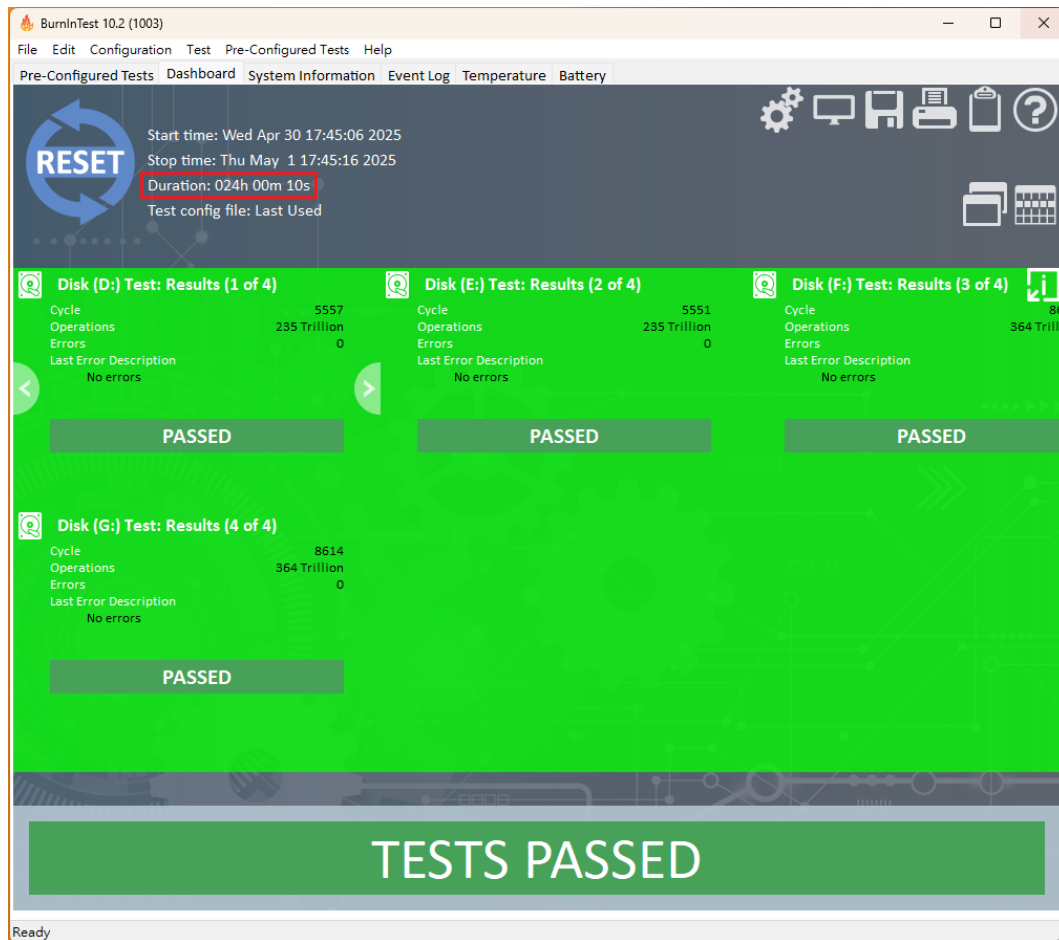 BurnInTest 10.2 (1003)
File Edit Configuration Test Pre-Configured Tests Help
Pre-Configured Tests Dashboard System Information Event Log Temperature Battery
RESET
Start time: Wed Apr 30 17:45:06 2025
Stop time: Thu May 1 17:45:16 2025
Duration: 024h 00m 10s
Test config file: Last Used
Disk (D:) Test: Results (1 of 4)
Cycle 5557
Operations 235 Trillion
Errors 0
Last Error Description
No errors
PASSED
Disk (E:) Test: Results (2 of 4)
Cycle 5551
Operations 235 Trillion
Errors 0
Last Error Description
No errors
PASSED
Disk (F:) Test: Results (3 of 4)
Cycle
Operations 364
Errors
Last Error Description
No errors
PASSED
Disk (G:) Test: Results (4 of 4)
Cycle 8614
Operations 364 Trillion
Errors 0
Last Error Description
No errors
PASSED
TESTS PASSED
Ready